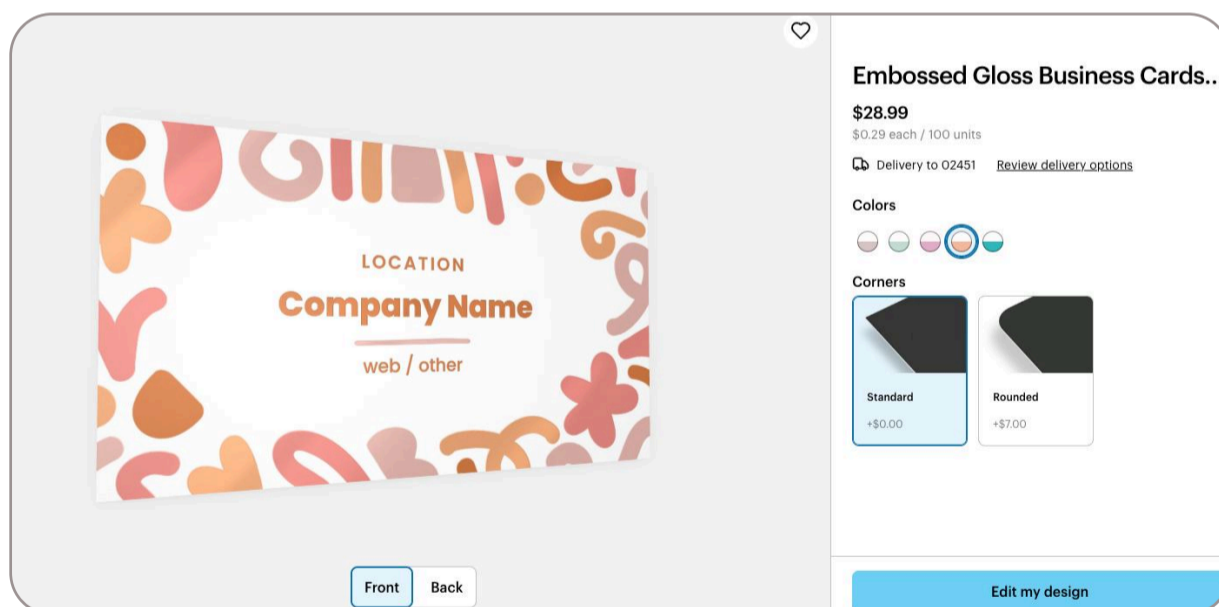 LOCATION
Company Name
web / other
Front
Back
Embossed Gloss Business Cards..
$28.99
$0.29 each / 100 units
Delivery to 02451
Review delivery options
Colors
Corners
Standard
+$0.00
Rounded
+$7.00
Edit my design